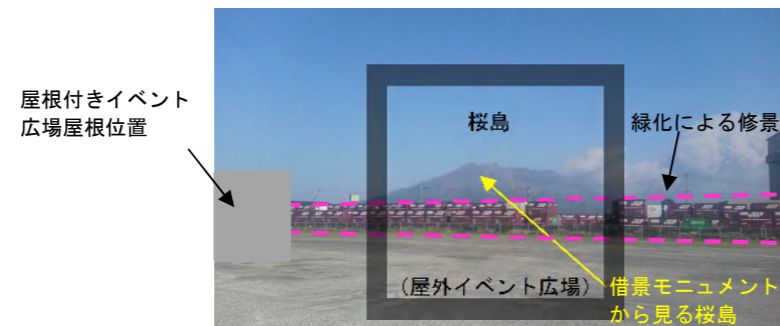 屋根付きイベント
広場屋根位置
桜島
緑化による修景
(屋外イベント広場)
借景モニュメント
から見る桜島